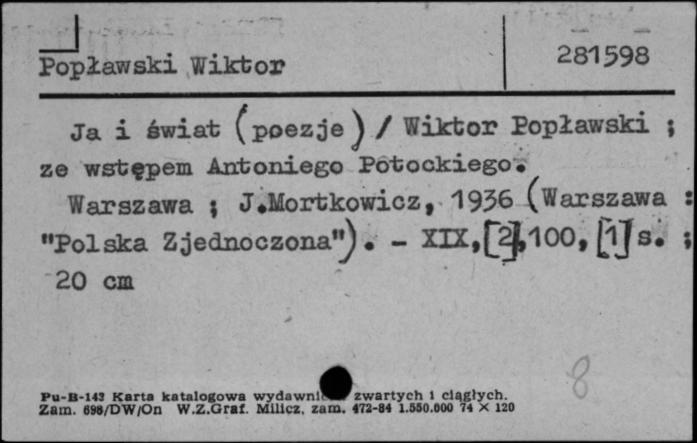 Popławski Wiktor
281598
Ja i świat (poezje) / Wiktor Popławski ;
ze wstępem Antoniego Potockiego.
Warszawa ; J.Mortkowicz, 1936 (Warszawa :
"Polska Zjednoczona"). - XIX,[2],100, [1] s. ;
20 cm
8
Pu-B-143 Karta katalogowa zwartych i ciągłych.
Zam. 698/DW/On W.Z.Graf. Milicz, zam. 472-84 1.550.000 74 X 120